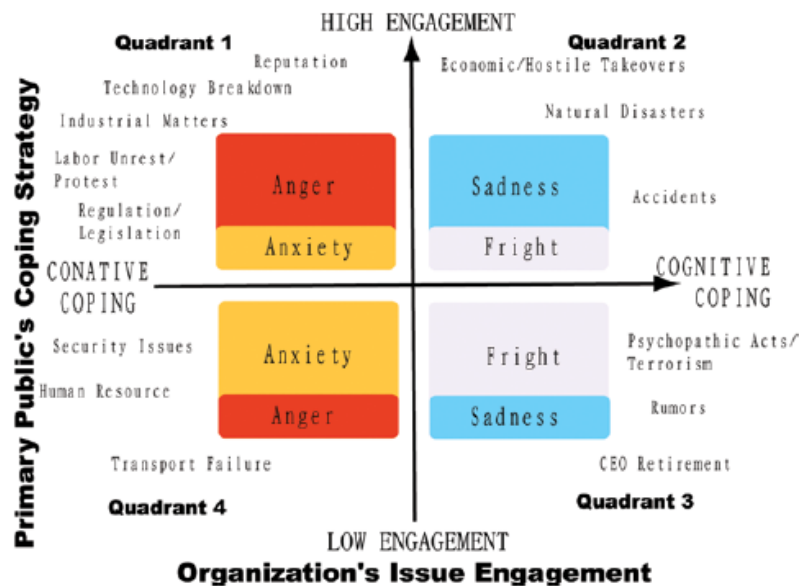 HIGH ENGAGEMENT
Quadrant 1
Quadrant 2
Reputation
Economic/Hostile Takeovers
Technology Breakdown
Natural Disasters
Industrial Matters
Labor Unrest/
Protest
Anger
Sadness
Accidents
Regulation/
Legislation
Anxiety
Fright
CONATIVE
COPING
COGNITIVE
COPING
Primary Public's Coping Strategy
Security Issues
Anxiety
Fright
Psychopathic Acts/
Terrorism
Human Resource
Anger
Sadness
Rumors
Transport Failure
CEO Retirement
Quadrant 4
Quadrant 3
LOW ENGAGEMENT
Organization's Issue Engagement